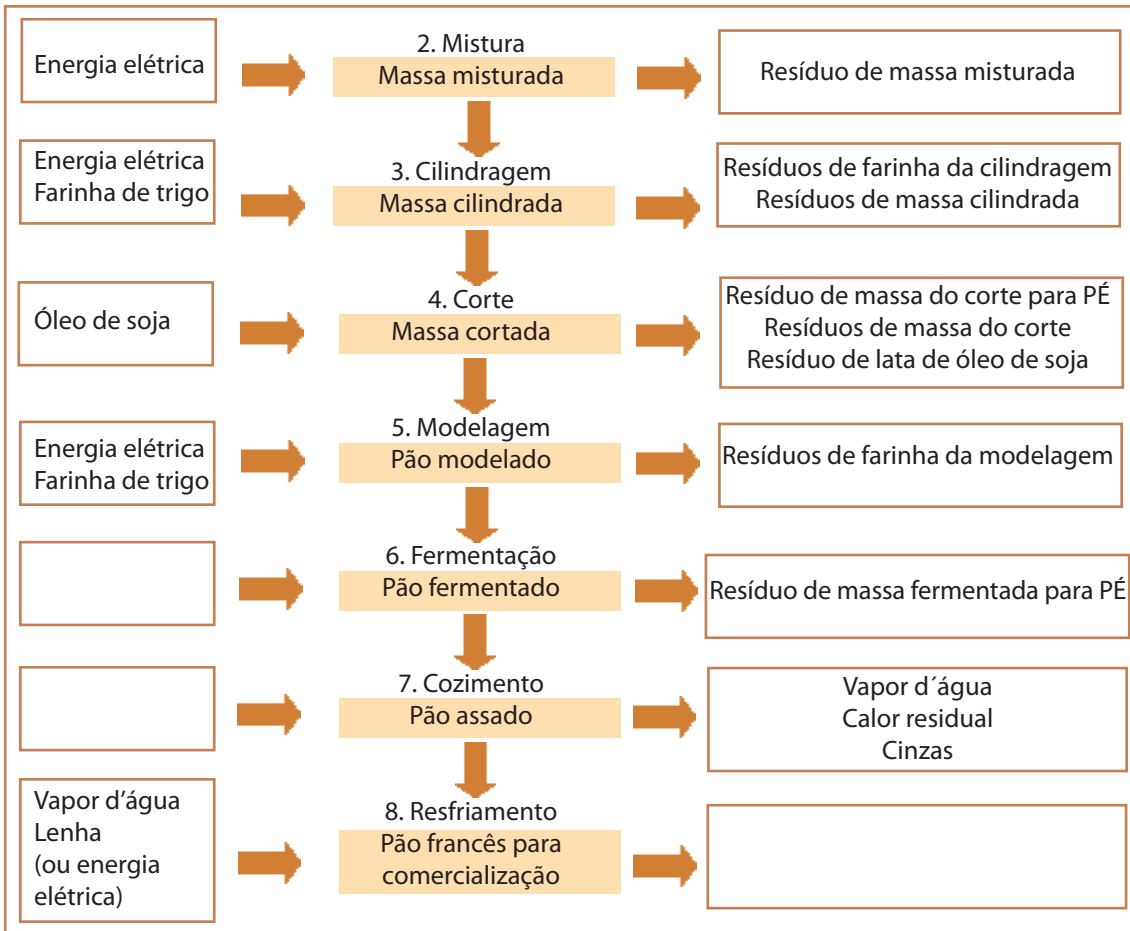 Energia elétrica
2. Mistura
Massa misturada
Resíduo de massa misturada
Energia elétrica
Farinha de trigo
3. Cilindragem
Massa cilindrada
Resíduos de farinha da cilindragem
Resíduos de massa cilindrada
Óleo de soja
4. Corte
Massa cortada
Resíduo de massa do corte para PÉ
Resíduos de massa do corte
Resíduo de lata de óleo de soja
Energia elétrica
Farinha de trigo
5. Modelagem
Pão modelado
Resíduos de farinha da modelagem
6. Fermentação
Pão fermentado
Resíduo de massa fermentada para PÉ
7. Cozimento
Pão assado
Vapor d´água
Calor residual
Cinzas
Vapor d’água
Lenha
(ou energia
elétrica)
8. Resfriamento
Pão francês para
comercialização